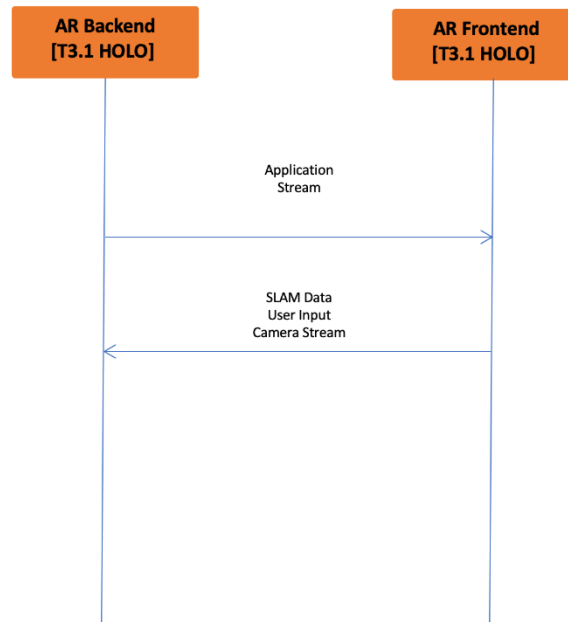 AR Backend
[T3.1 HOLO]
AR Frontend
[T3.1 HOLO]
Application
Stream
SLAM Data
User Input
Camera Stream